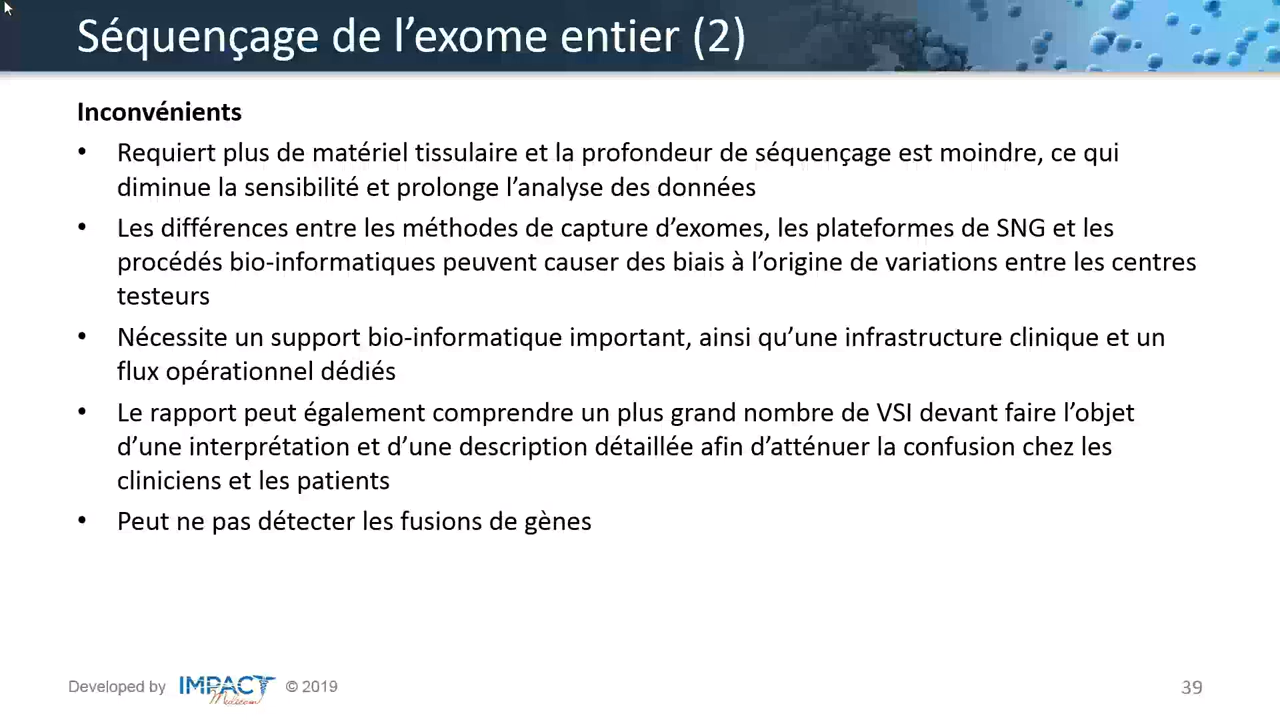 Séquençage de l’exome entier (2)
Inconvénients
• Requiert plus de matériel tissulaire et la profondeur de séquençage est moindre, ce qui
diminue la sensibilité et prolonge l’analyse des données
• Les différences entre les méthodes de capture d’exomes, les plateformes de SNG et les
procédés bio-informatiques peuvent causer des biais à l’origine de variations entre les centres
testeurs
• Nécessite un support bio-informatique important, ainsi qu’une infrastructure clinique et un
flux opérationnel dédiés
• Le rapport peut également comprendre un plus grand nombre de VSI devant faire l’objet
d’une interprétation et d’une description détaillée afin d’atténuer la confusion chez les
cliniciens et les patients
• Peut ne pas détecter les fusions de gènes
Developed by IMPACT Medicom © 2019
39